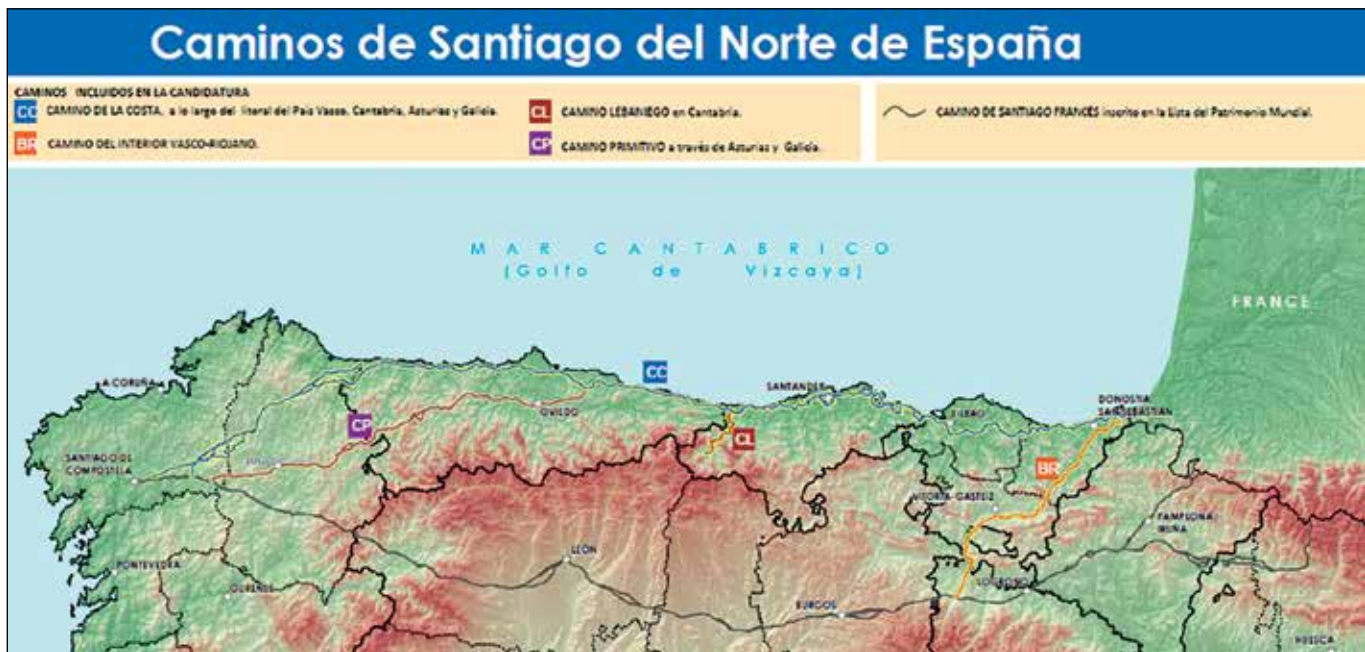 Caminos de Santiago del Norte de España
CAMINOS INCLUIDOS EN LA CANDIDATURA
CC CAMINO DE LA COSTA, a lo largo del litoral del País Vasco, Cantabria, Asturias y Galicia.
BR CAMINO DEL INTERIOR VASCO-RIOJANO.
CL CAMINO LEBANIEGO en Cantabria.
CP CAMINO PRIMITIVO a través de Asturias y Galicia.
CAMINO DE SANTIAGO FRANCÉS inscrito en la Lista del Patrimonio Mundial.
MAR CANTABRICO
(Golfo de Vizcaya)
FRANCE
A CORUÑA
CC
SANTANDER
DONOSTIA
SAN SEBASTIÁN
OVIEDO
BILBAO
CP
CL
SANTIAGO DE
COMPOSTELA
BR
VITORIA-GASTEIZ
PAMPLONA
IRUÑA
LEÓN
PONTEVEDRA
OURENSE
LOGROÑO
BURGOS
HUESCA